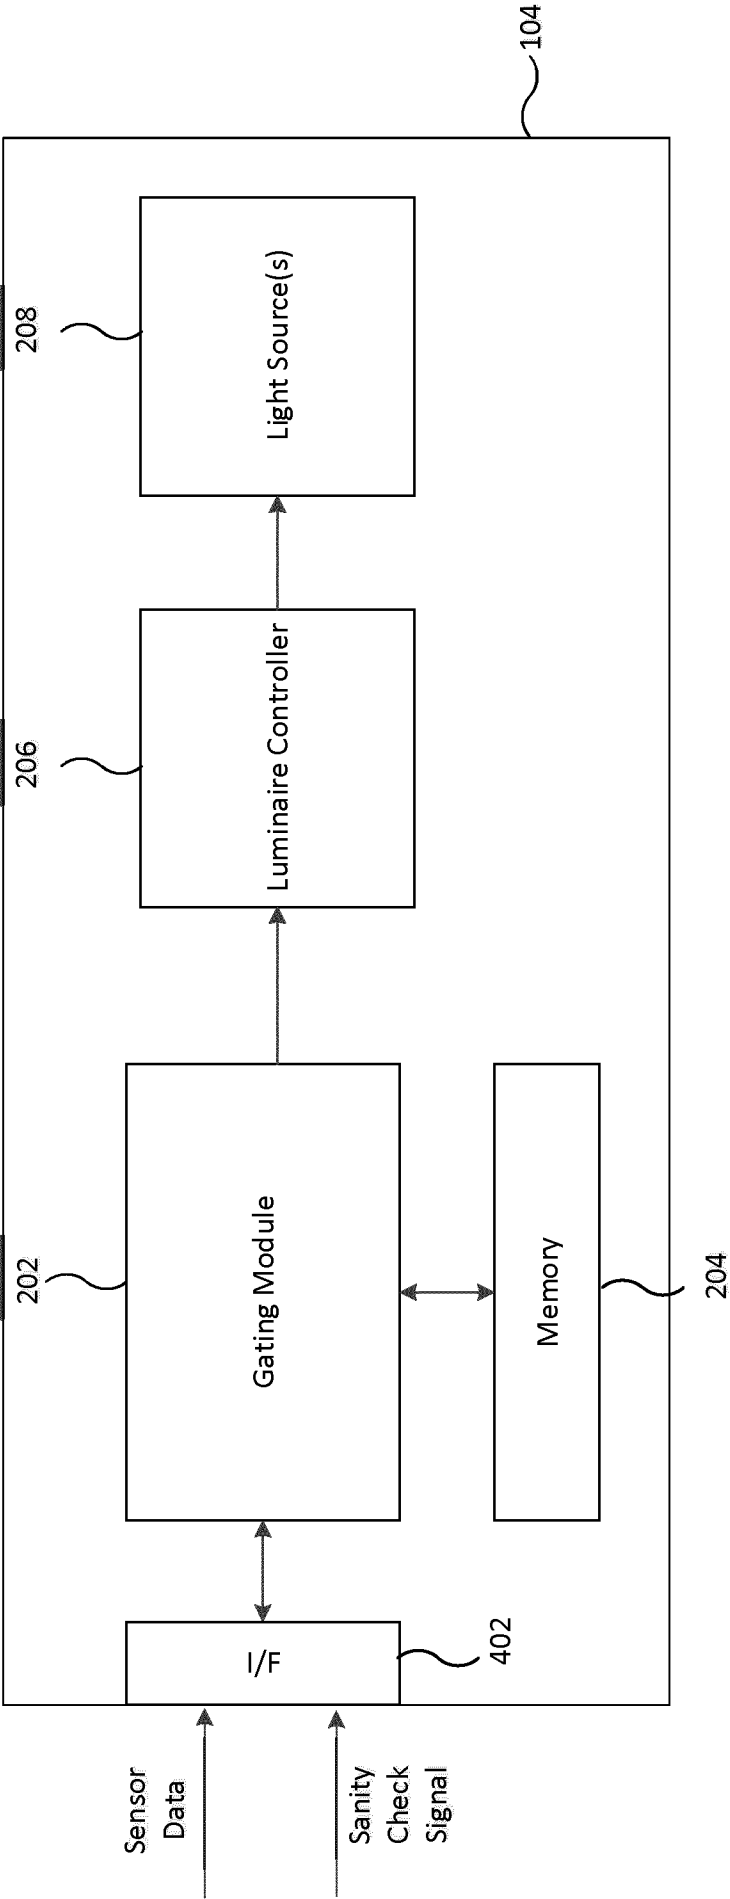 202
206
208
Sensor
Data
I/F
Gating Module
Luminaire Controller
Light Source(s)
Sanity
Check
Signal
402
104
Memory
204